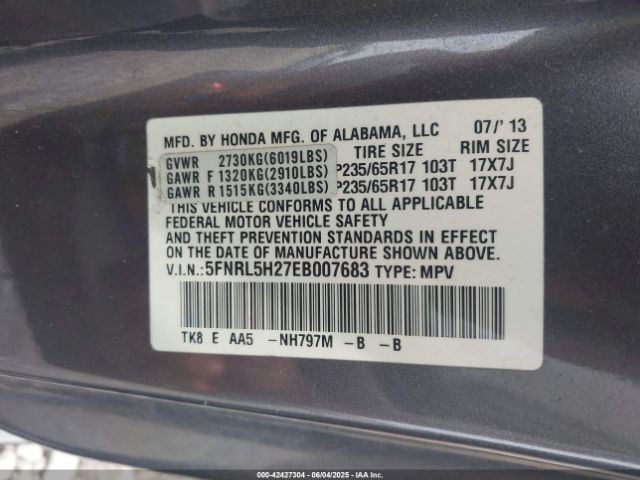 MFD. BY HONDA MFG. OF ALABAMA, LLC 07/'13
TIRE SIZE RIM SIZE
GVWR 2730KG(6019LBS)
GAWR F 1320KG(2910LBS) P235/65R17 103T 17X7J
GAWR R 1515KG(3340LBS) P235/65R17 103T 17X7J
THIS VEHICLE CONFORMS TO ALL APPLICABLE
FEDERAL MOTOR VEHICLE SAFETY
AND THEFT PREVENTION STANDARDS IN EFFECT
ON THE DATE OF MANUFACTURE SHOWN ABOVE.
V.I.N.:5FNRL5H27EB007683 TYPE: MPV
TK8 E AA5 -NH797M -B -B
00-42427304 - 06/04/2025 - IAAI.COM